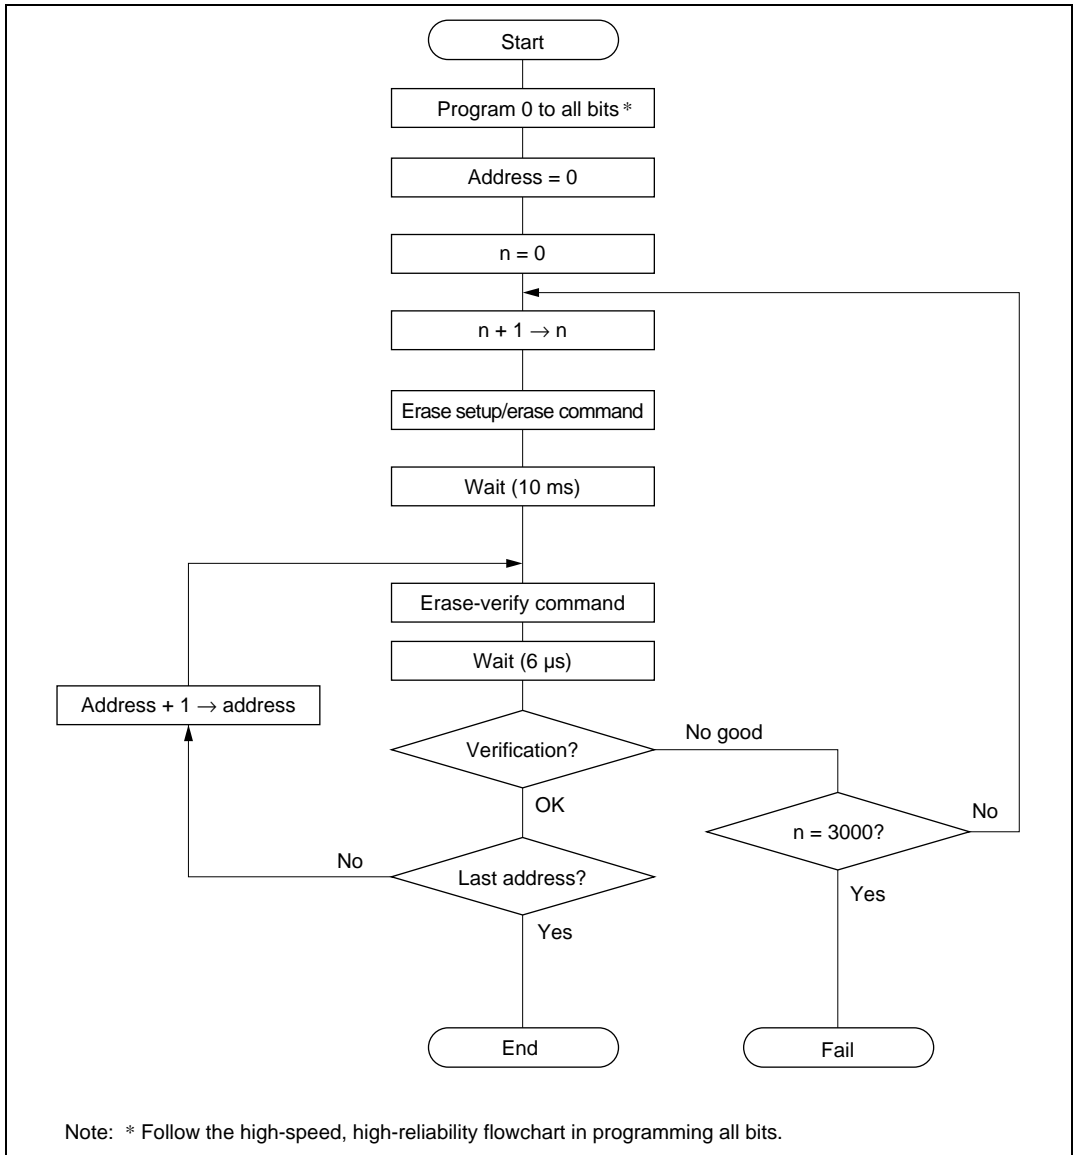 Start
Program 0 to all bits *
Address = 0
n = 0
n + 1 → n
Erase setup/erase command
Wait (10 ms)
Erase-verify command
Wait (6 µs)
Address + 1 → address
Verification?
No good
OK
n = 3000?
No
No
Last address?
Yes
Yes
End
Fail
Note: * Follow the high-speed, high-reliability flowchart in programming all bits.